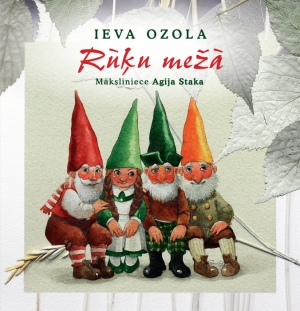 IEVA OZOLA
Rūķu mežā
Māksliniece Agija Staka